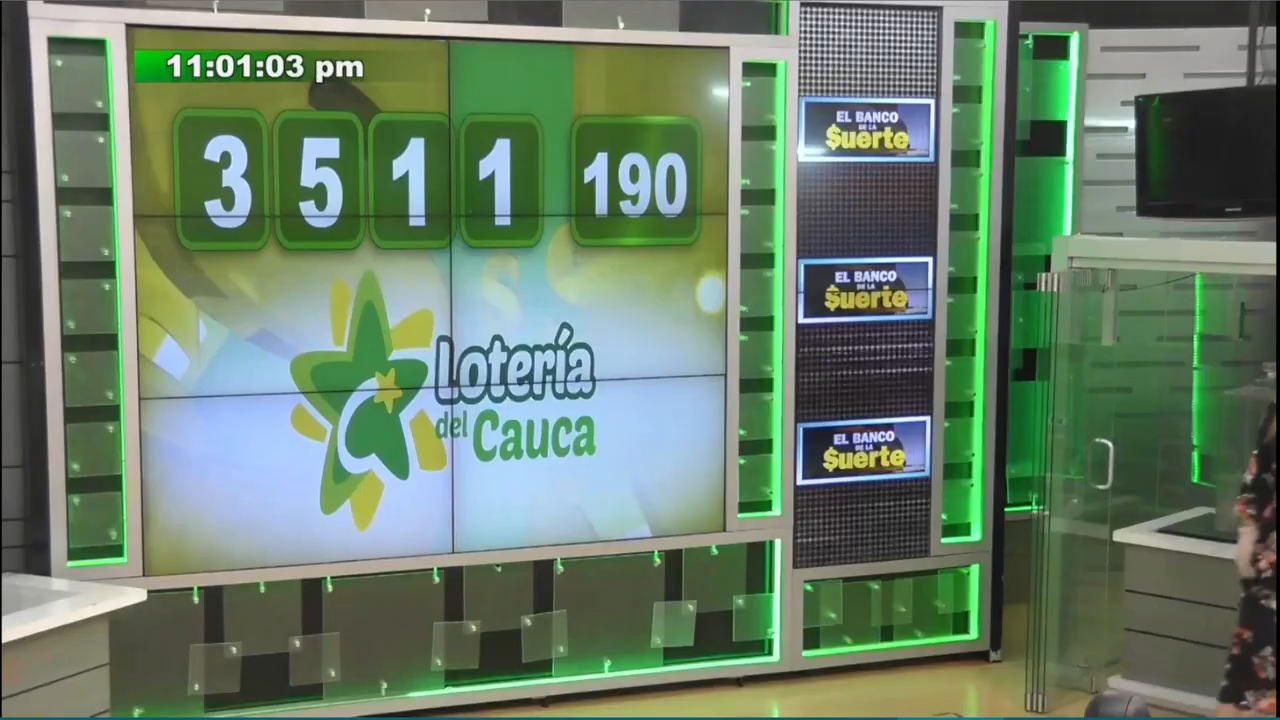 11:01:03 pm
3 5 1 1 190
Lotería
del Cauca
EL BANCO
DE LA
$uerte
EL BANCO
DE LA
$uerte
EL BANCO
DE LA
$uerte